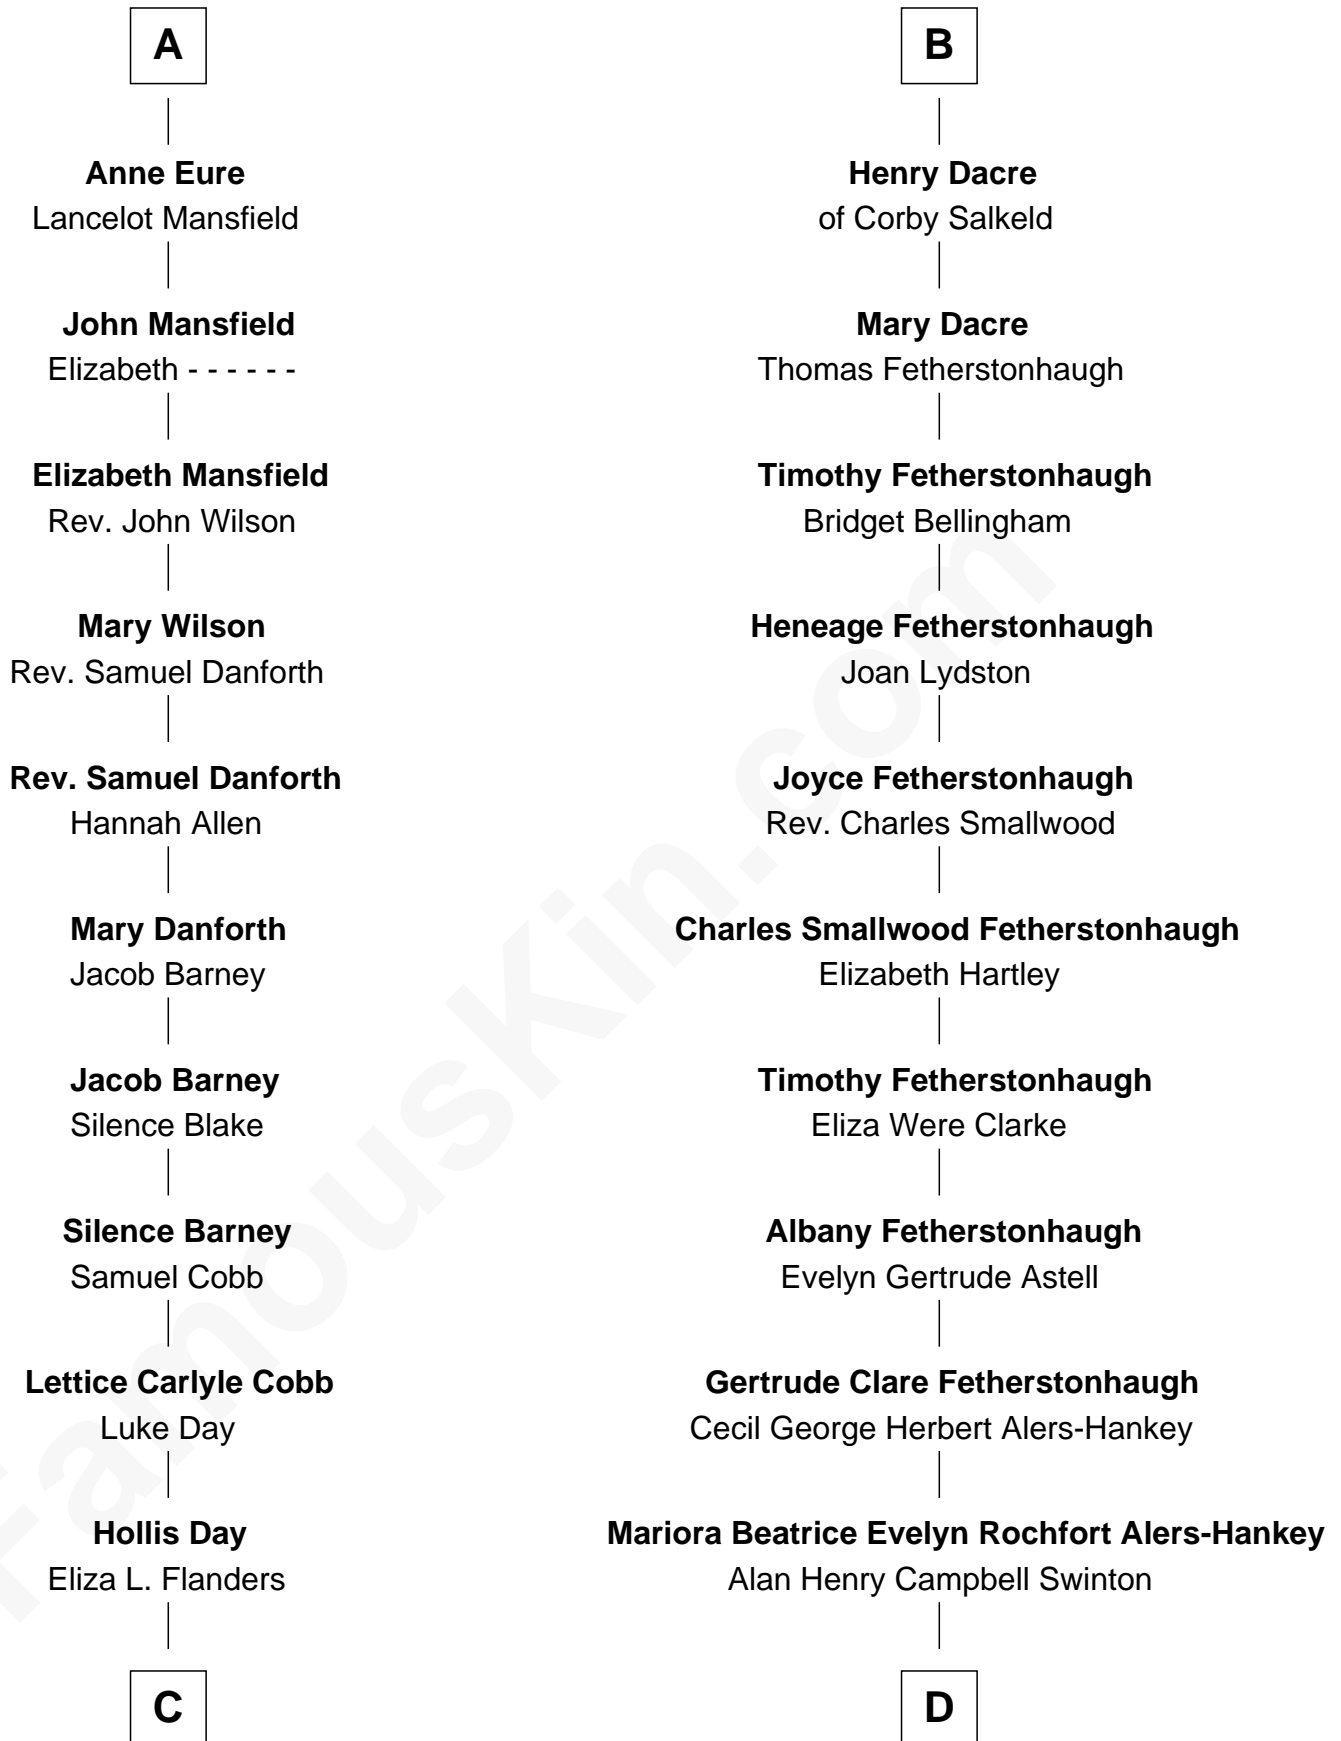 A
Anne Eure
Lancelot Mansfield
John Mansfield
Elizabeth - - - - - -
Elizabeth Mansfield
Rev. John Wilson
Mary Wilson
Rev. Samuel Danforth
Rev. Samuel Danforth
Hannah Allen
Mary Danforth
Jacob Barney
Jacob Barney
Silence Blake
Silence Barney
Samuel Cobb
Lettice Carlyle Cobb
Luke Day
Hollis Day
Eliza L. Flanders
C
B
Henry Dacre
of Corby Salkeld
Mary Dacre
Thomas Fetherstonhaugh
Timothy Fetherstonhaugh
Bridget Bellingham
Heneage Fetherstonhaugh
Joan Lydston
Joyce Fetherstonhaugh
Rev. Charles Smallwood
Charles Smallwood Fetherstonhaugh
Elizabeth Hartley
Timothy Fetherstonhaugh
Eliza Were Clarke
Albany Fetherstonhaugh
Evelyn Gertrude Astell
Gertrude Clare Fetherstonhaugh
Cecil George Herbert Alers-Hankey
Mariora Beatrice Evelyn Rochfort Alers-Hankey
Alan Henry Campbell Swinton
D
FamousKin.com